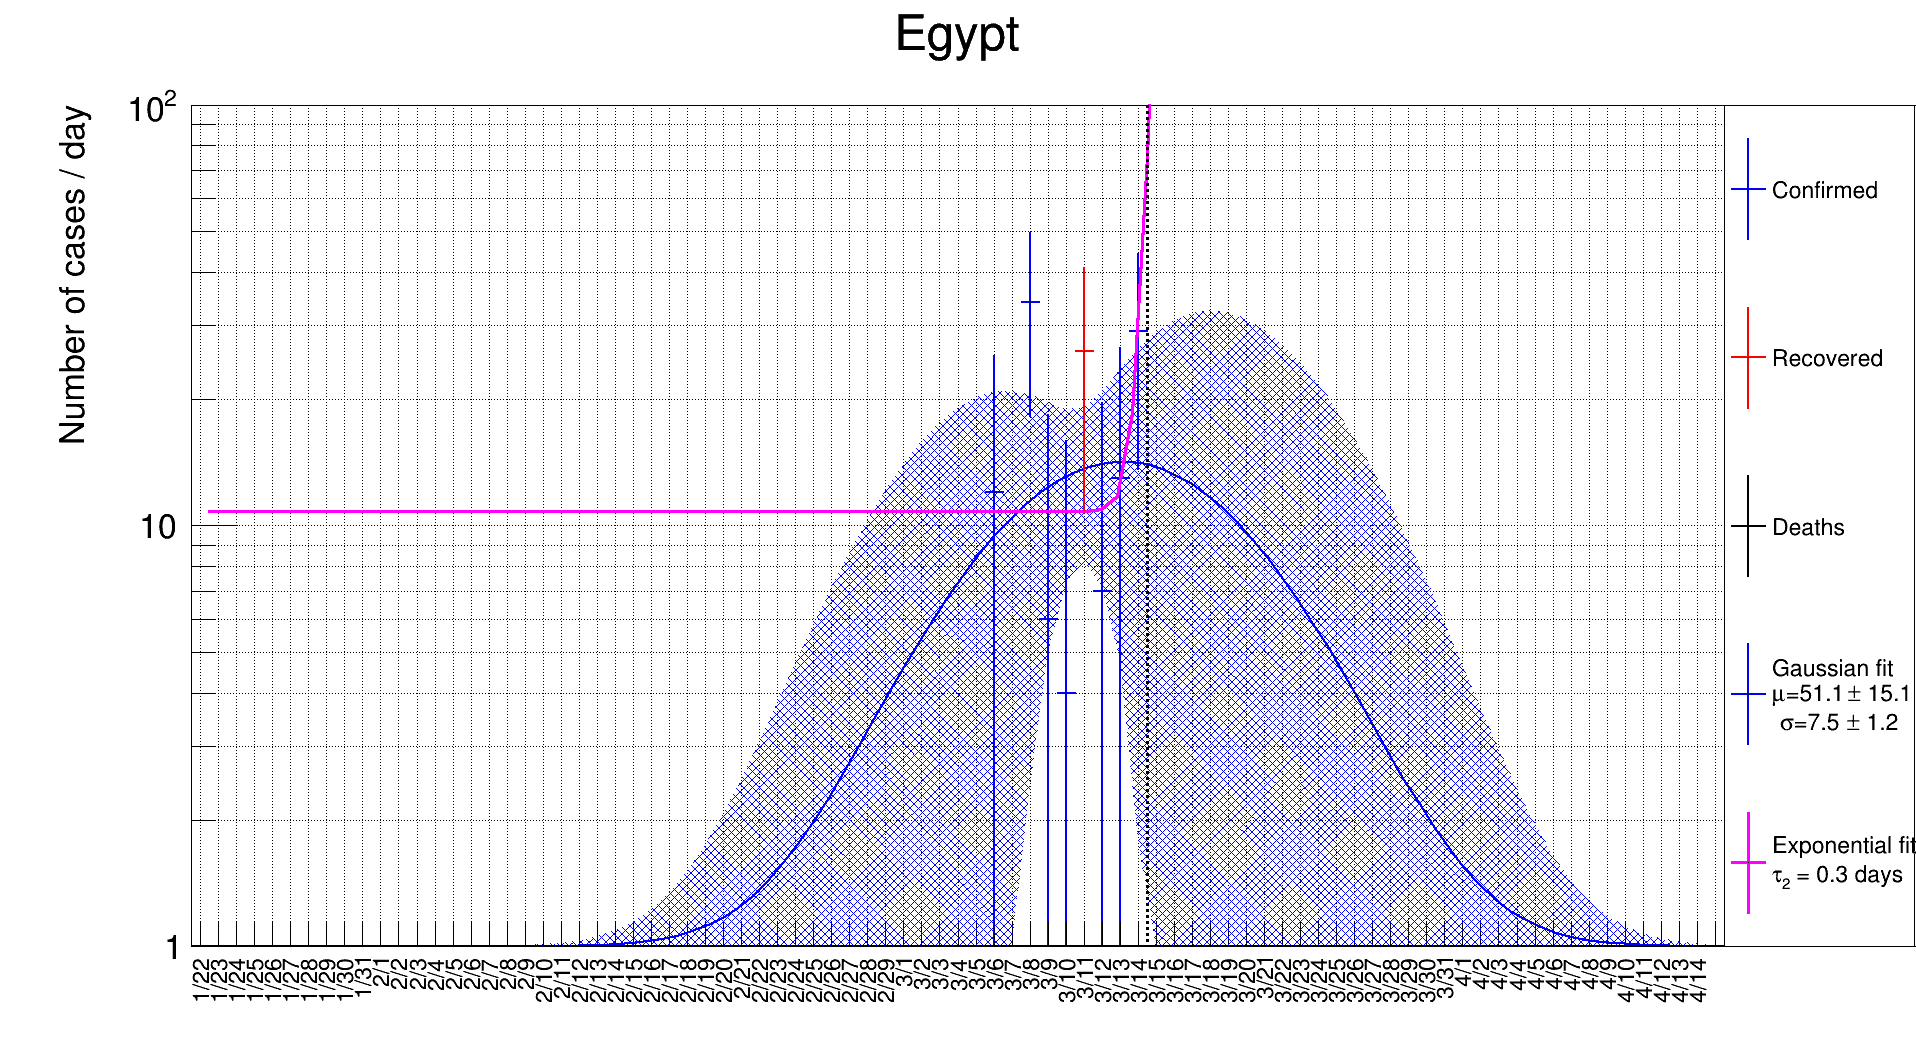 Egypt
Number of cases / day
10²
10
1
1/22 1/23 1/24 1/25 1/26 1/27 1/28 1/29 1/30 1/31 2/1 2/2 2/3 2/4 2/5 2/6 2/7 2/8 2/9 2/10 2/11 2/12 2/13 2/14 2/15 2/16 2/17 2/18 2/19 2/20 2/21 2/22 2/23 2/24 2/25 2/26 2/27 2/28 2/29 3/1 3/2 3/3 3/4 3/5 3/6 3/7 3/8 3/9 3/10 3/11 3/12 3/13 3/14 3/15 3/16 3/17 3/18 3/19 3/20 3/21 3/22 3/23 3/24 3/25 3/26 3/27 3/28 3/29 3/30 3/31 4/1 4/2 4/3 4/4 4/5 4/6 4/7 4/8 4/9 4/10 4/11 4/12 4/13 4/14
Confirmed
Recovered
Deaths
Gaussian fit
μ=51.1 ± 15.1
σ=7.5 ± 1.2
Exponential fit
τ₂ = 0.3 days